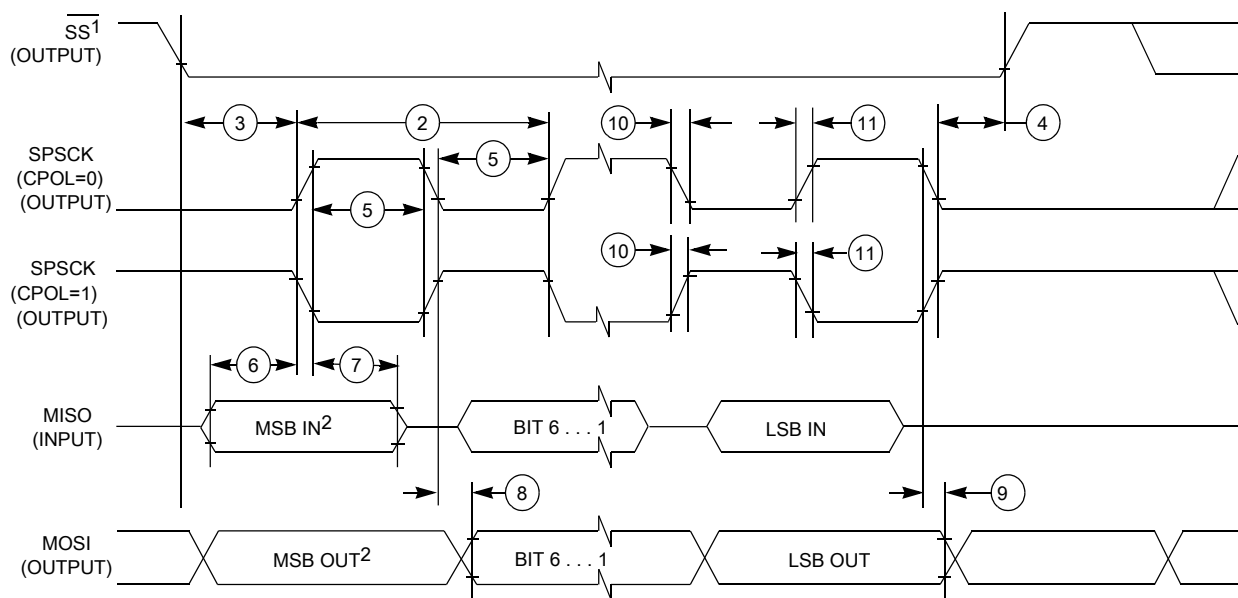 SS1
(OUTPUT)
3
2
10
11
4
SPSCK
(CPOL=0)
(OUTPUT)
5
5
SPSCK
(CPOL=1)
(OUTPUT)
10
11
6
7
MISO
(INPUT)
MSB IN2
BIT 6 . . . 1
LSB IN
8
9
MOSI
(OUTPUT)
MSB OUT2
BIT 6 . . . 1
LSB OUT